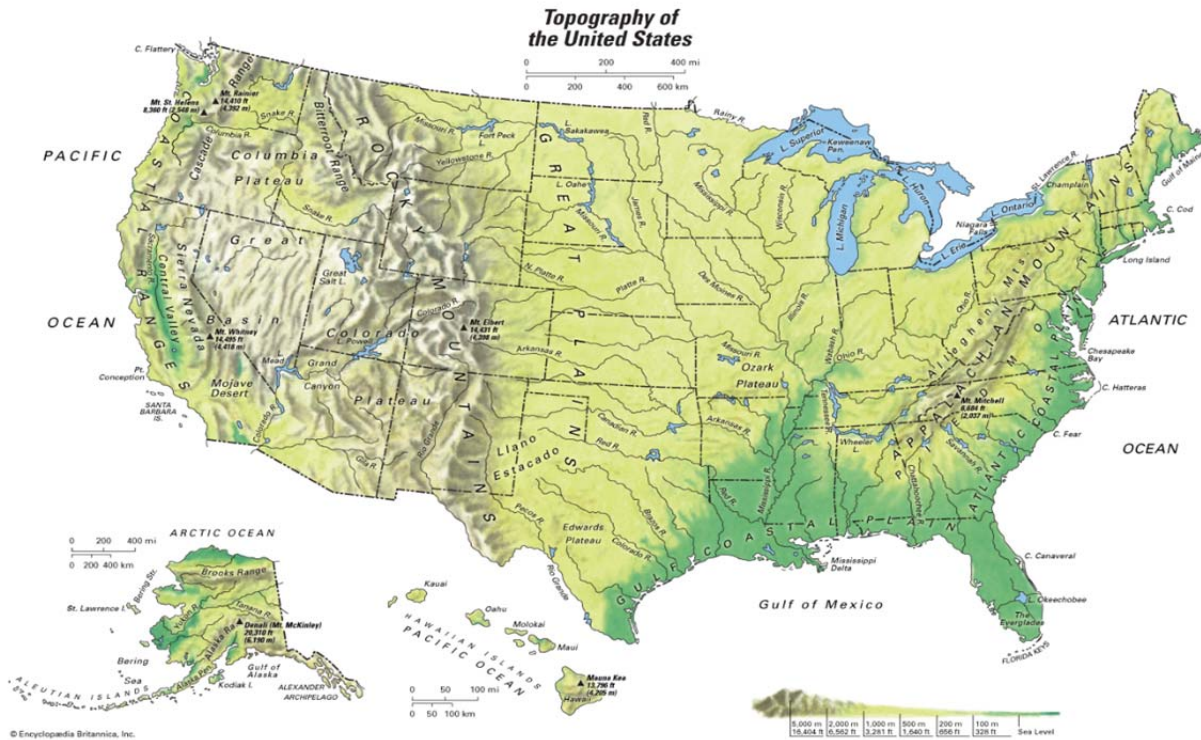 Topography of
the United States
0 200 400 mi
0 200 400 600 km
C. Flattery
PACIFIC
OCEAN
Mt. Rainier
14,410 ft
(4,392 m)
Mt. St. Helens
8,360 ft (2,548 m)
Cascade Range
COASTAL RANGES
Columbia R.
Snake R.
Columbia
Plateau
Bitterroot Range
ROCKY MOUNTAINS
Snake R.
Great
Basin
Great
Salt L.
Sacramento R.
Central Valley
Sierra Nevada
Mt. Whitney
14,495 ft
(4,418 m)
Pt.
Conception
SANTA
BARBARA
IS.
Mojave
Desert
L. Mead
Grand
Canyon
L. Powell
Colorado
Plateau
Colorado R.
Colorado R.
Gila R.
Rio Grande
Mt. Elbert
14,431 ft
(4,398 m)
Missouri R.
Fort Peck
L.
Yellowstone R.
L.
Sakakawea
L. Oahe
Missouri R.
James R.
Red R.
Rainy R.
GREAT PLAINS
N. Platte R.
Platte R.
Arkansas R.
Canadian R.
Red R.
Llano
Estacado
Pecos R.
Edwards
Plateau
Colorado R.
Brazos R.
Rio Grande
Mississippi R.
Wisconsin R.
Des Moines R.
Illinois R.
Missouri R.
Ozark
Plateau
Arkansas R.
Red R.
Mississippi R.
Wabash R.
Ohio R.
Ohio R.
Tennessee R.
Wheeler
L.
L. Superior
Keweenaw
Pen.
L. Michigan
L. Huron
L. Erie
L. Ontario
Niagara
Falls
St. Lawrence R.
L.
Champlain
Gulf of Maine
C. Cod
Long Island
ATLANTIC
OCEAN
Chesapeake
Bay
C. Hatteras
C. Fear
Allegheny Mts.
APPALACHIAN MOUNTAINS
PIEDMONT
Mt. Mitchell
6,684 ft
(2,037 m)
Savannah R.
Chattahoochee R.
ATLANTIC COASTAL PLAIN
GULF COASTAL PLAIN
Mississippi
Delta
Gulf of Mexico
C. Canaveral
L. Okeechobee
The
Everglades
FLORIDA KEYS
ARCTIC OCEAN
0 200 400 mi
0 200 400 km
Bering Str.
St. Lawrence I.
Brooks Range
Yukon R.
Tanana R.
Denali (Mt. McKinley)
20,310 ft
(6,190 m)
Alaska Ra.
Bering
Sea
Alaska Pen.
Kodiak I.
Gulf of
Alaska
ALEXANDER
ARCHIPELAGO
ALEUTIAN ISLANDS
Kauai
Oahu
Molokai
Maui
HAWAIIAN ISLANDS
PACIFIC OCEAN
Mauna Kea
13,796 ft
(4,205 m)
Hawaii
0 50 100 mi
0 50 100 km
5,000 m 2,000 m 1,000 m 500 m 200 m 100 m
16,404 ft 6,562 ft 3,281 ft 1,640 ft 656 ft 328 ft Sea Level
© Encyclopædia Britannica, Inc.